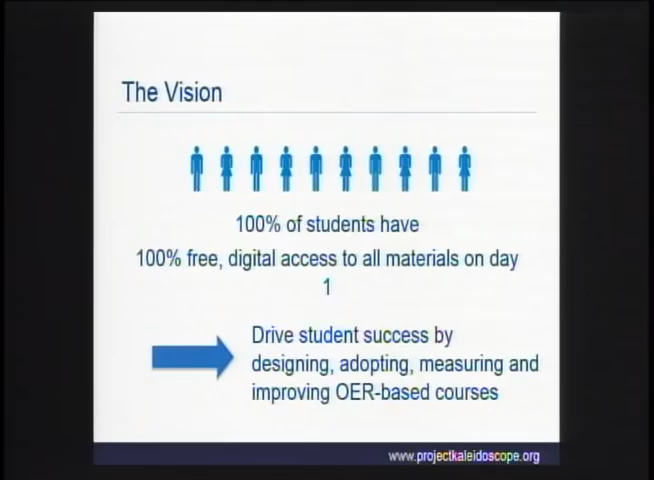 The Vision
100% of students have
100% free, digital access to all materials on day
1
Drive student success by
designing, adopting, measuring and
improving OER-based courses
www.projectkaleidoscope.org